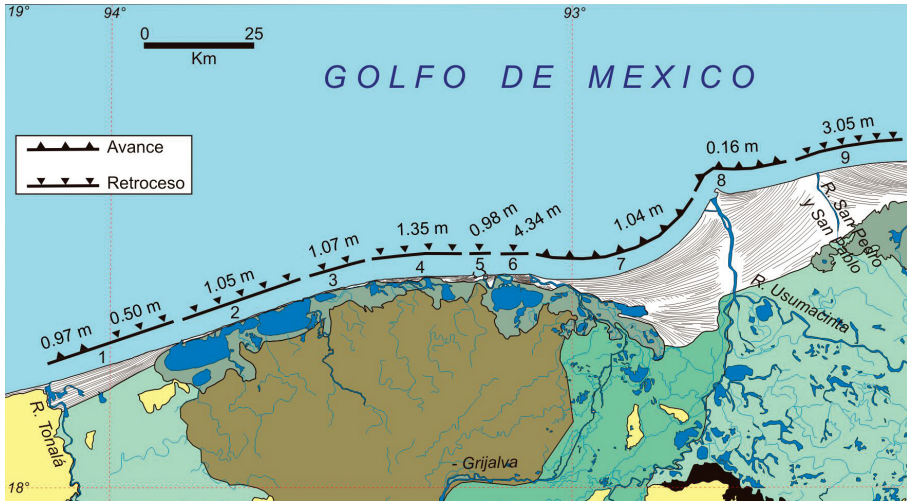 19°
94°
93°
0 25
Km
GOLFO DE MEXICO
Avance
Retroceso
0.97 m
0.50 m
1.05 m
1.07 m
1.35 m
0.98 m
4.34 m
1.04 m
0.16 m
3.05 m
1
2
3
4
5
6
7
8
9
R. San Pedro
y San Pablo
R. Usumacinta
R. Tonalá
- Grijalva
18°